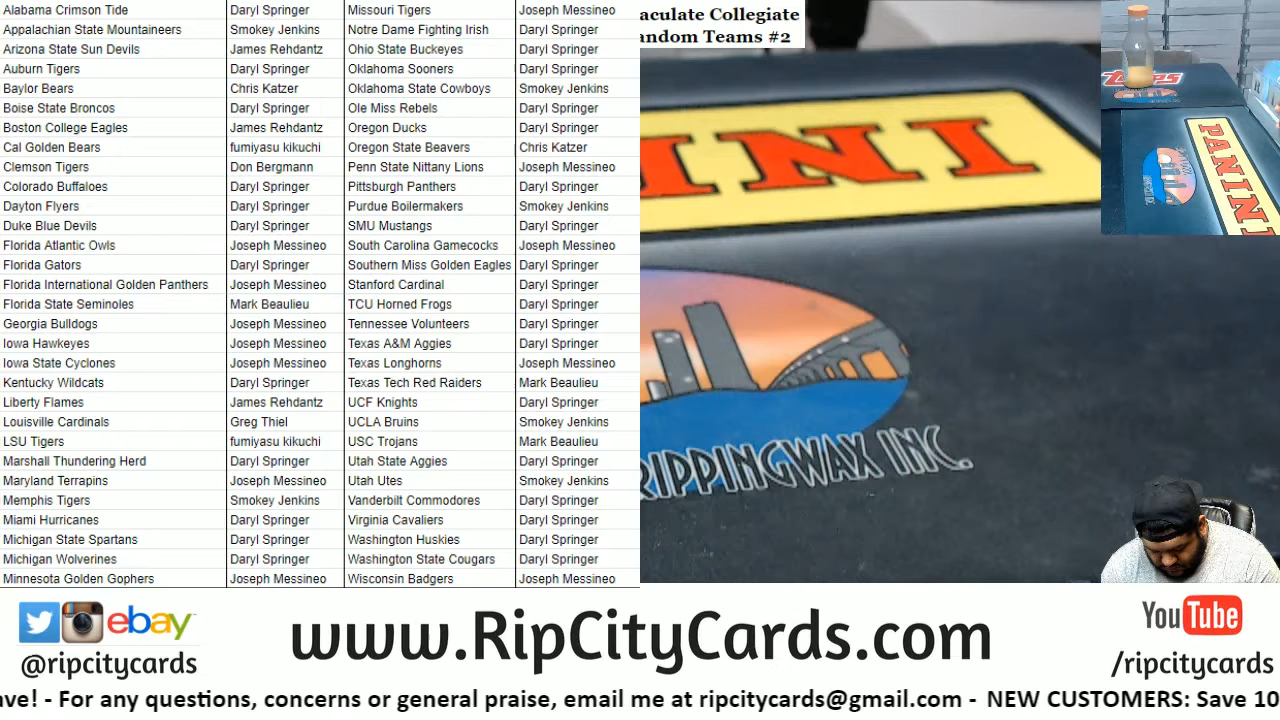 Alabama Crimson Tide Daryl Springer Missouri Tigers Joseph Messineo
Appalachian State Mountaineers Smokey Jenkins Notre Dame Fighting Irish Daryl Springer
Arizona State Sun Devils James Rehdantz Ohio State Buckeyes Daryl Springer
Auburn Tigers Daryl Springer Oklahoma Sooners Daryl Springer
Baylor Bears Chris Katzer Oklahoma State Cowboys Smokey Jenkins
Boise State Broncos Daryl Springer Ole Miss Rebels Daryl Springer
Boston College Eagles James Rehdantz Oregon Ducks Daryl Springer
Cal Golden Bears fumiyasu kikuchi Oregon State Beavers Chris Katzer
Clemson Tigers Don Bergmann Penn State Nittany Lions Joseph Messineo
Colorado Buffaloes Daryl Springer Pittsburgh Panthers Daryl Springer
Dayton Flyers Daryl Springer Purdue Boilermakers Smokey Jenkins
Duke Blue Devils Daryl Springer SMU Mustangs Daryl Springer
Florida Atlantic Owls Joseph Messineo South Carolina Gamecocks Joseph Messineo
Florida Gators Daryl Springer Southern Miss Golden Eagles Daryl Springer
Florida International Golden Panthers Joseph Messineo Stanford Cardinal Daryl Springer
Florida State Seminoles Mark Beaulieu TCU Horned Frogs Daryl Springer
Georgia Bulldogs Joseph Messineo Tennessee Volunteers Daryl Springer
Iowa Hawkeyes Joseph Messineo Texas A&M Aggies Daryl Springer
Iowa State Cyclones Joseph Messineo Texas Longhorns Joseph Messineo
Kentucky Wildcats Daryl Springer Texas Tech Red Raiders Mark Beaulieu
Liberty Flames James Rehdantz UCF Knights Daryl Springer
Louisville Cardinals Greg Thiel UCLA Bruins Smokey Jenkins
LSU Tigers fumiyasu kikuchi USC Trojans Mark Beaulieu
Marshall Thundering Herd Daryl Springer Utah State Aggies Daryl Springer
Maryland Terrapins Joseph Messineo Utah Utes Smokey Jenkins
Memphis Tigers Smokey Jenkins Vanderbilt Commodores Daryl Springer
Miami Hurricanes Daryl Springer Virginia Cavaliers Daryl Springer
Michigan State Spartans Daryl Springer Washington Huskies Daryl Springer
Michigan Wolverines Daryl Springer Washington State Cougars Daryl Springer
Minnesota Golden Gophers Joseph Messineo Wisconsin Badgers Joseph Messineo
aculate Collegiate
andom Teams #2
INI
RIPPINGWAX INC.
Topps
PANINI
ebay
@ripcitycards
www.RipCityCards.com
YouTube
/ripcitycards
ave! - For any questions, concerns or general praise, email me at ripcitycards@gmail.com - NEW CUSTOMERS: Save 10